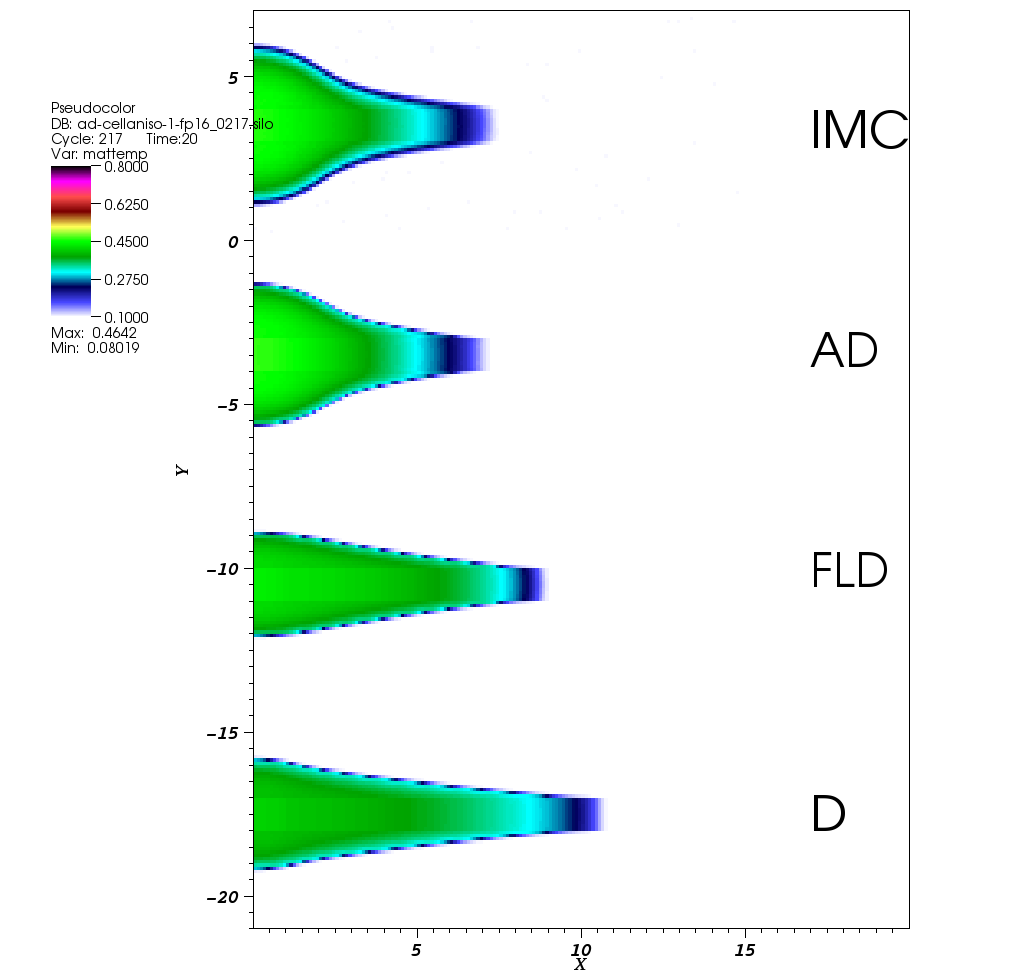 Pseudocolor
DB: ad-cellaniso-1-fp16_0217.silo
Cycle: 217 Time:20
Var: mattemp
0.8000
0.6250
0.4500
0.2750
0.1000
Max: 0.4642
Min: 0.08019
5
0
−5
−10
−15
−20
Y
5
10
15
X
IMC
AD
FLD
D